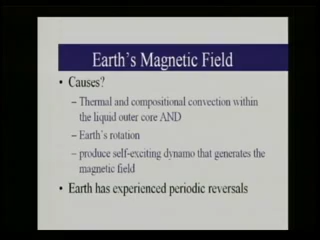 Earth's Magnetic Field
• Causes?
– Thermal and compositional convection within
the liquid outer core AND
– Earth's rotation
– produce self-exciting dynamo that generates the
magnetic field
• Earth has experienced periodic reversals